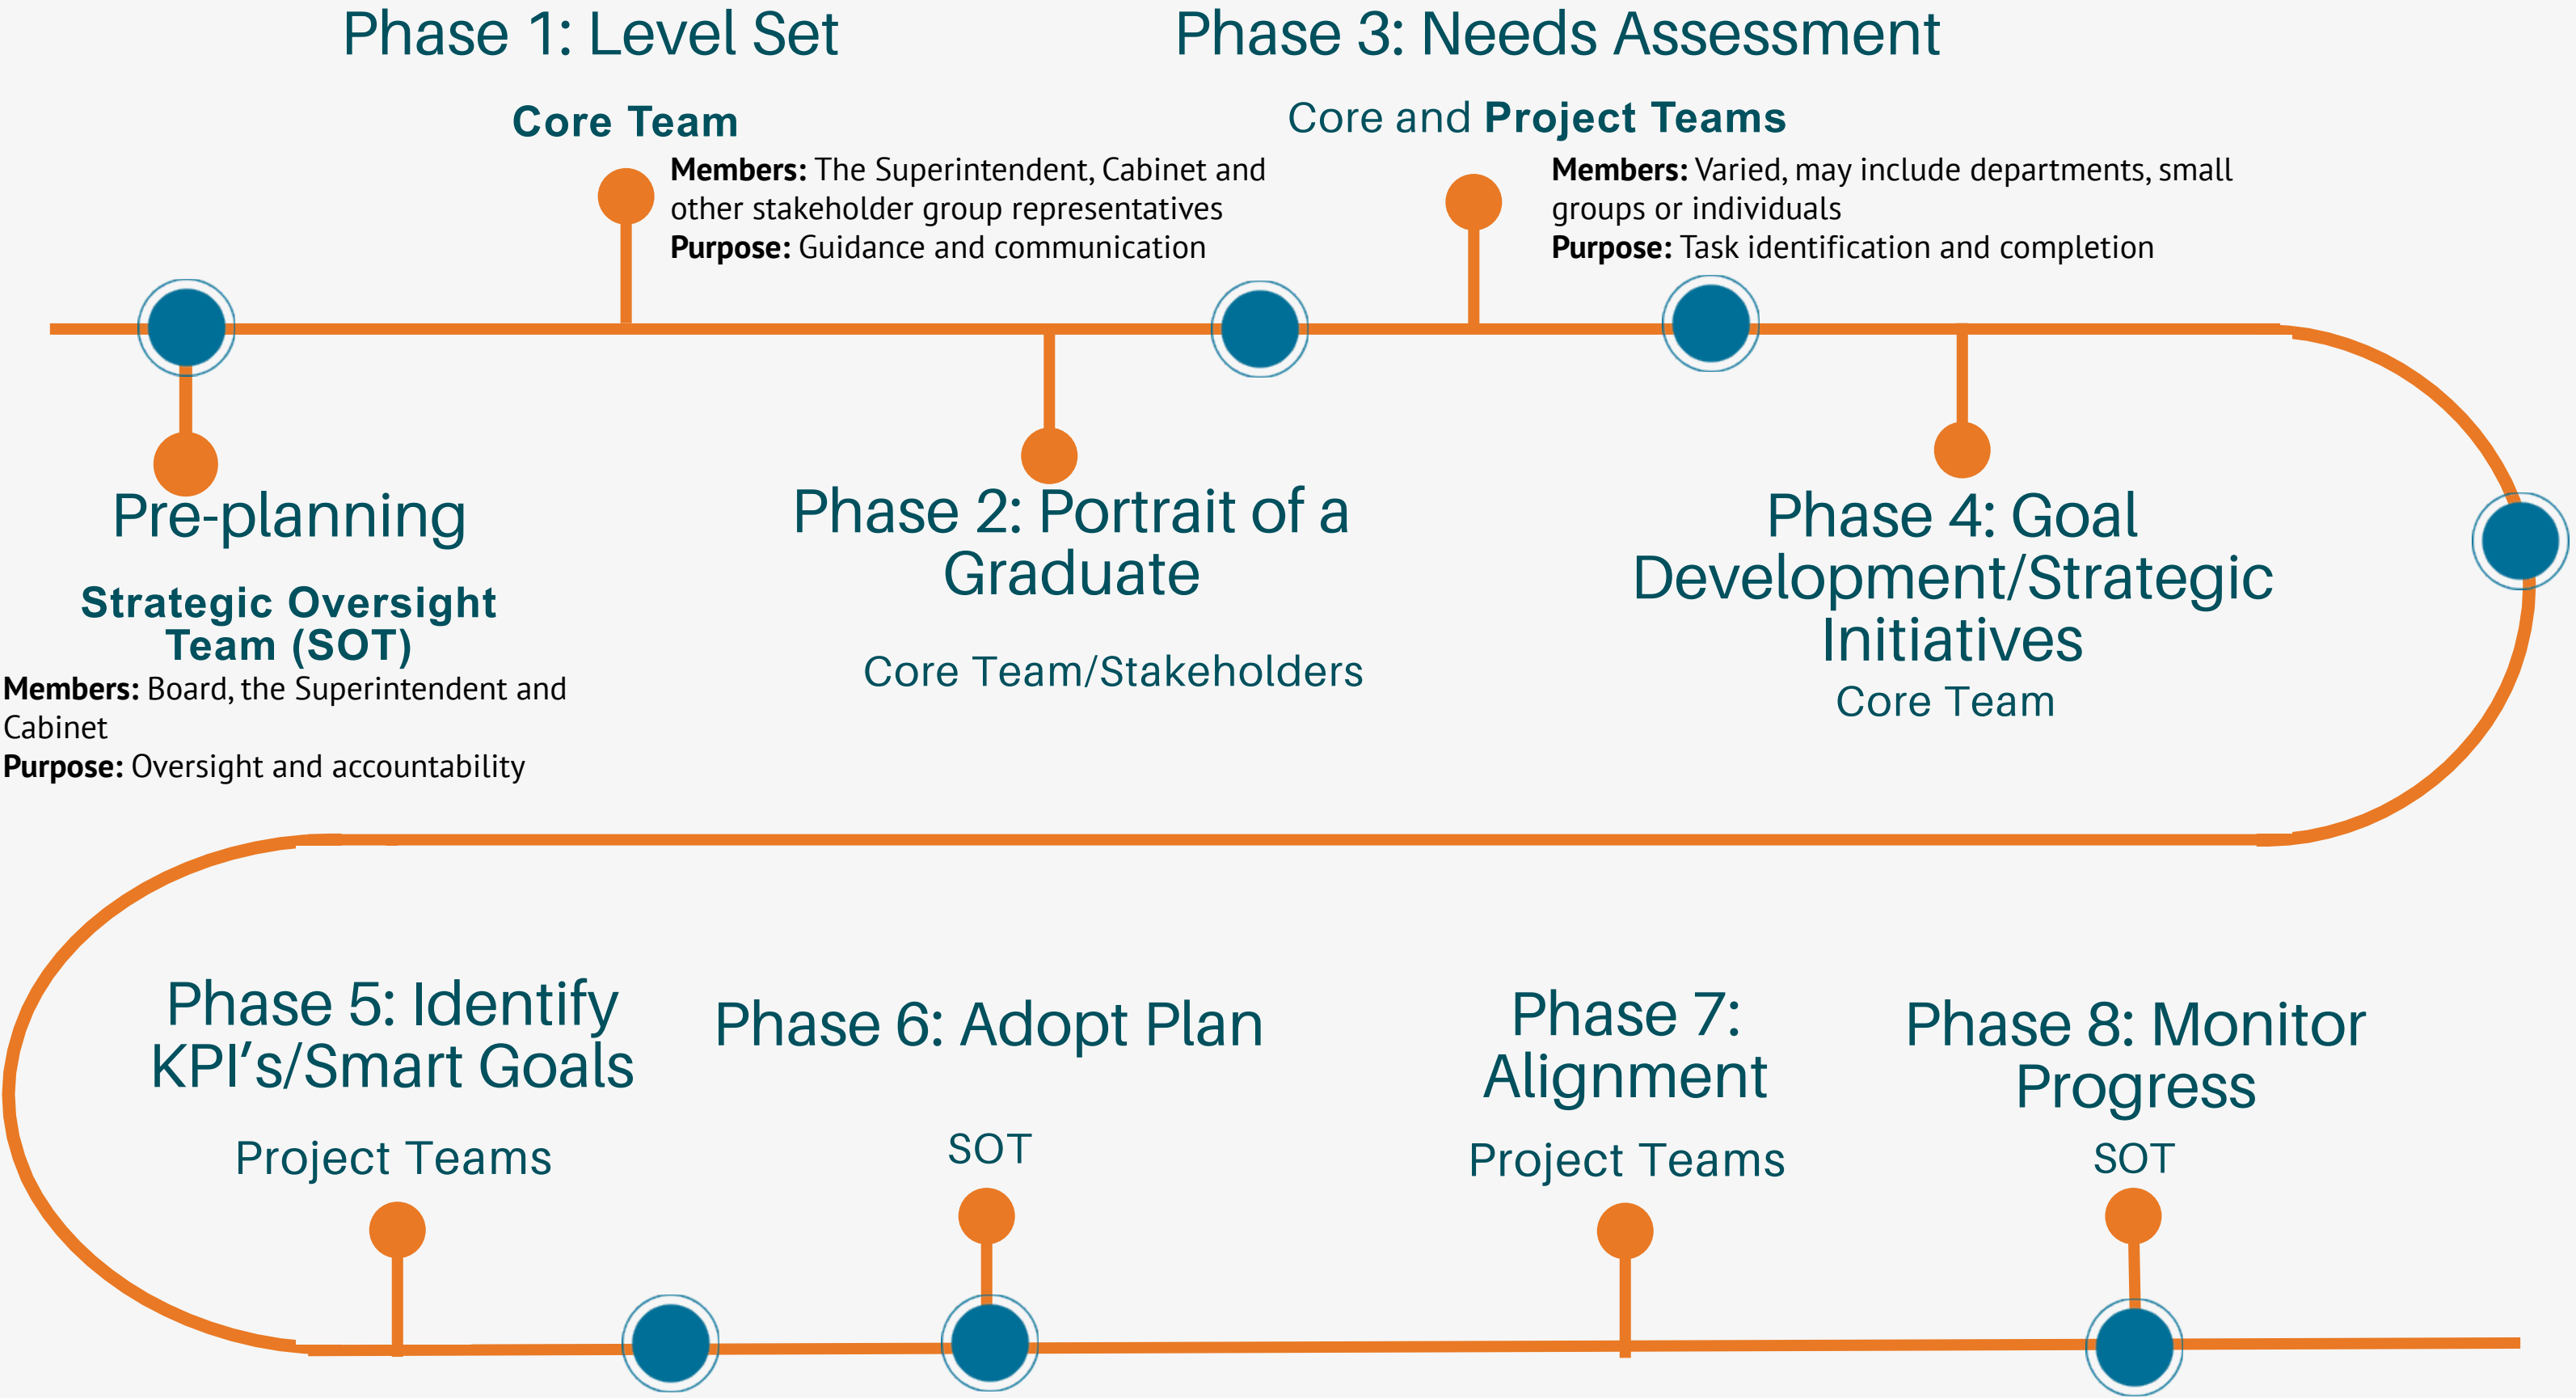 Phase 1: Level Set
Core Team
Members: The Superintendent, Cabinet and
other stakeholder group representatives
Purpose: Guidance and communication
Phase 3: Needs Assessment
Core and Project Teams
Members: Varied, may include departments, small
groups or individuals
Purpose: Task identification and completion
Pre-planning
Strategic Oversight
Team (SOT)
Members: Board, the Superintendent and
Cabinet
Purpose: Oversight and accountability
Phase 2: Portrait of a
Graduate
Core Team/Stakeholders
Phase 4: Goal
Development/Strategic
Initiatives
Core Team
Phase 5: Identify
KPI’s/Smart Goals
Project Teams
Phase 6: Adopt Plan
SOT
Phase 7:
Alignment
Project Teams
Phase 8: Monitor
Progress
SOT